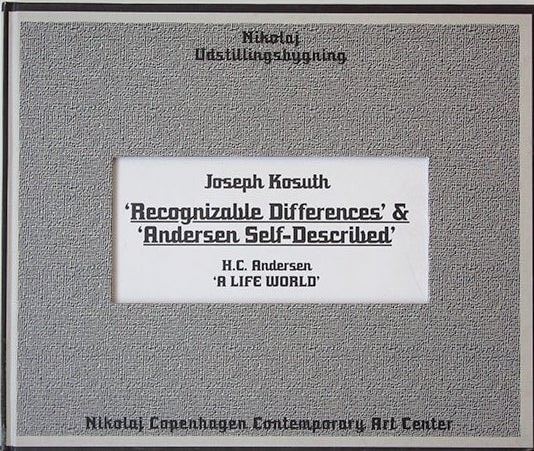 Nikolaj
Udstillingsbygning
Joseph Kosuth
‘Recognizable Differences’ &
‘Andersen Self-Described’
H.C. Andersen
‘A LIFE WORLD’
Nikolaj Copenhagen Contemporary Art Center